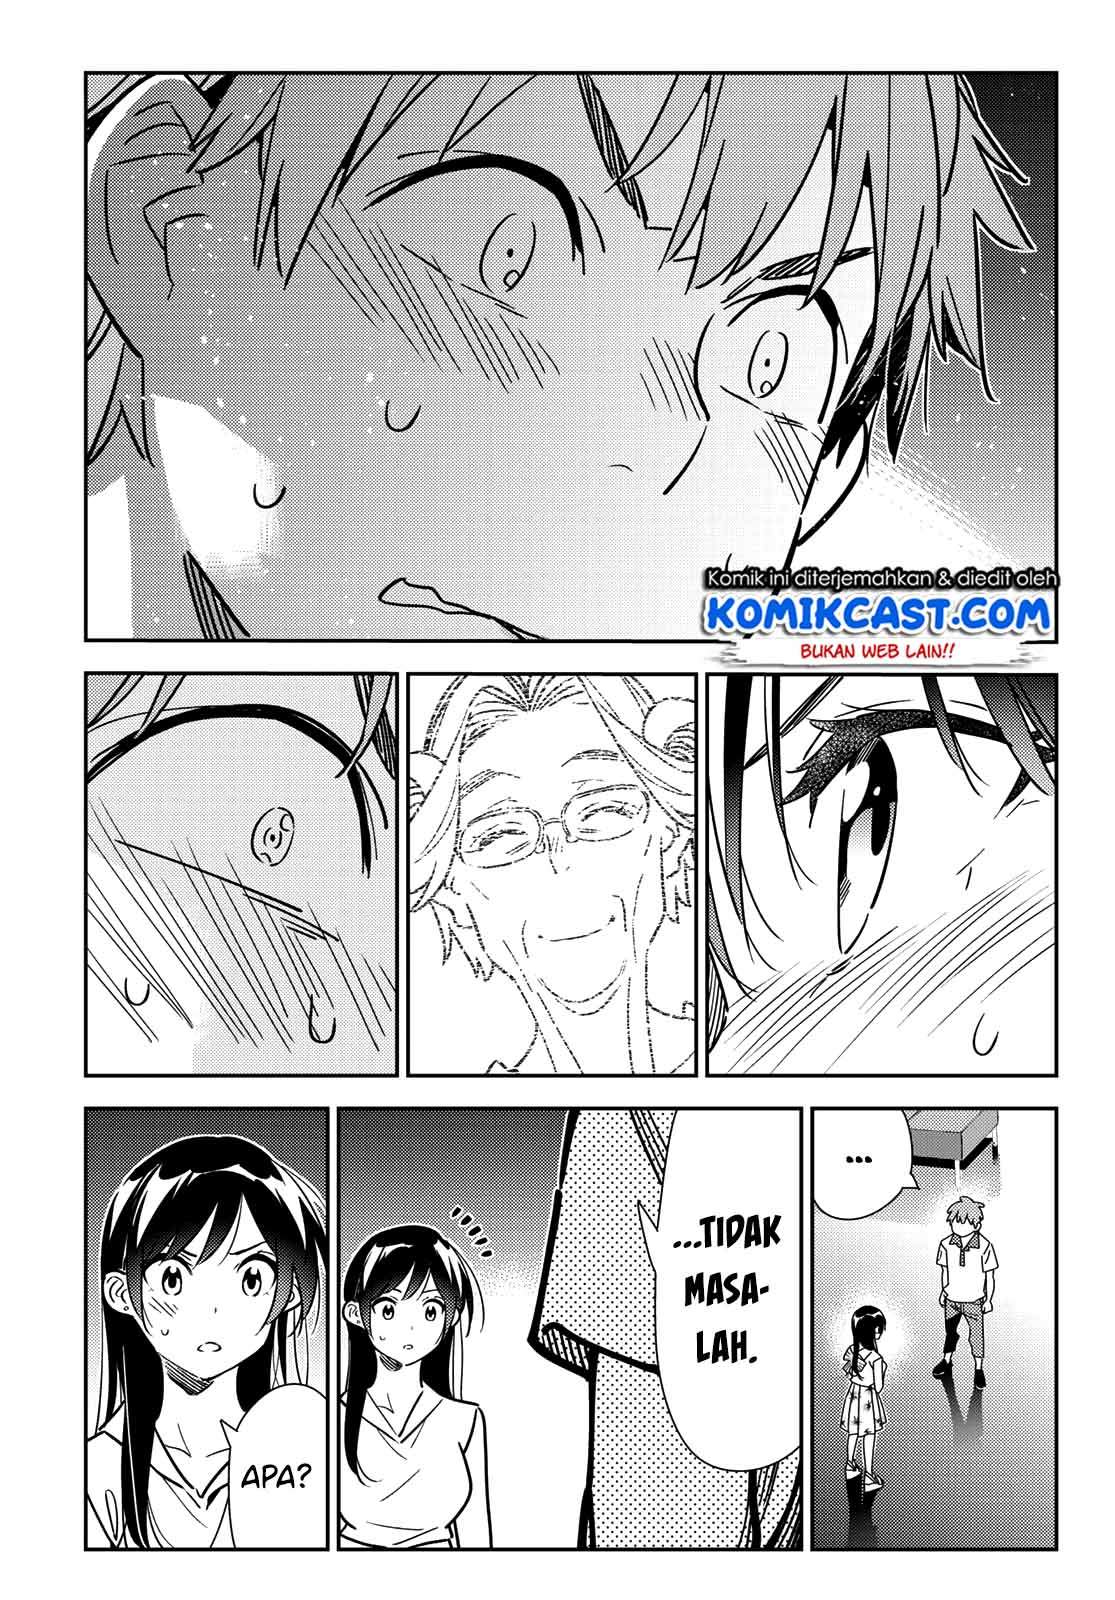 Komik ini diterjemahkan & diedit oleh
KOMIKCAST.COM
BUKAN WEB LAIN!!
...
...TIDAK
MASA-
LAH.
APA?